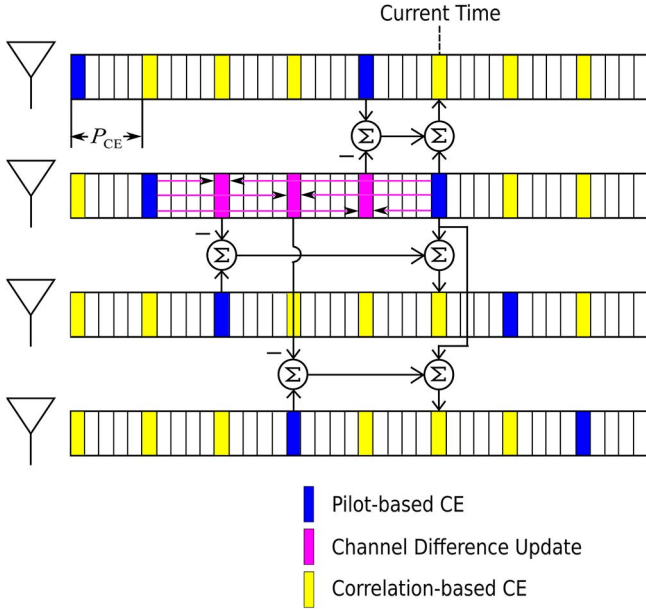 Current Time
P_CE
Σ Σ
−
−
Σ Σ
−
Σ Σ
Pilot-based CE
Channel Difference Update
Correlation-based CE